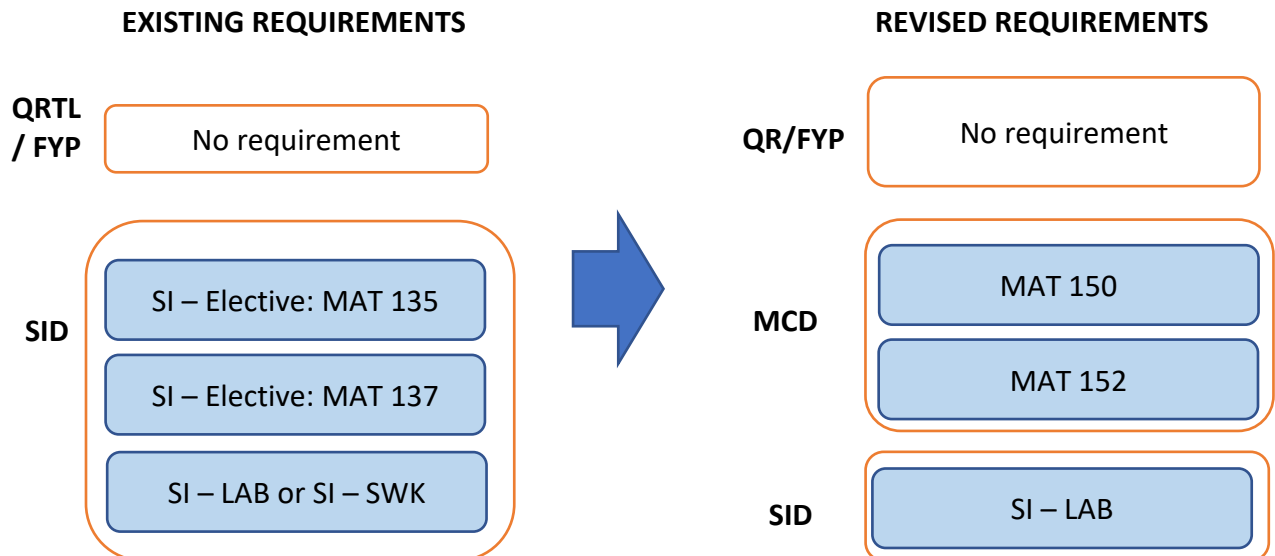 EXISTING REQUIREMENTS
QRTL
/ FYP
No requirement
SID
SI – Elective: MAT 135
SI – Elective: MAT 137
SI – LAB or SI – SWK
REVISED REQUIREMENTS
QR/FYP
No requirement
MCD
MAT 150
MAT 152
SID
SI – LAB